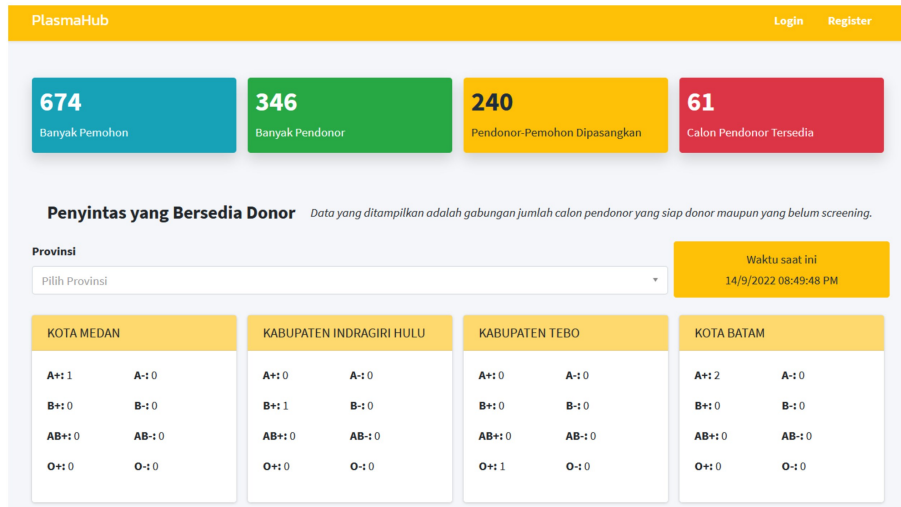 PlasmaHub Login Register
674 346 240 61
Banyak Pemohon Banyak Pendonor Pendonor-Pemohon Dipasangkan Calon Pendonor Tersedia
Penyintas yang Bersedia Donor Data yang ditampilkan adalah gabungan jumlah calon pendonor yang siap donor maupun yang belum screening.
Provinsi
Pilih Provinsi
Waktu saat ini
14/9/2022 08:49:48 PM
KOTA MEDAN
A+: 1 A-: 0
B+: 0 B-: 0
AB+: 0 AB-: 0
O+: 0 O-: 0
KABUPATEN INDRAGIRI HULU
A+: 0 A-: 0
B+: 1 B-: 0
AB+: 0 AB-: 0
O+: 0 O-: 0
KABUPATEN TEBO
A+: 0 A-: 0
B+: 0 B-: 0
AB+: 0 AB-: 0
O+: 1 O-: 0
KOTA BATAM
A+: 2 A-: 0
B+: 0 B-: 0
AB+: 0 AB-: 0
O+: 0 O-: 0